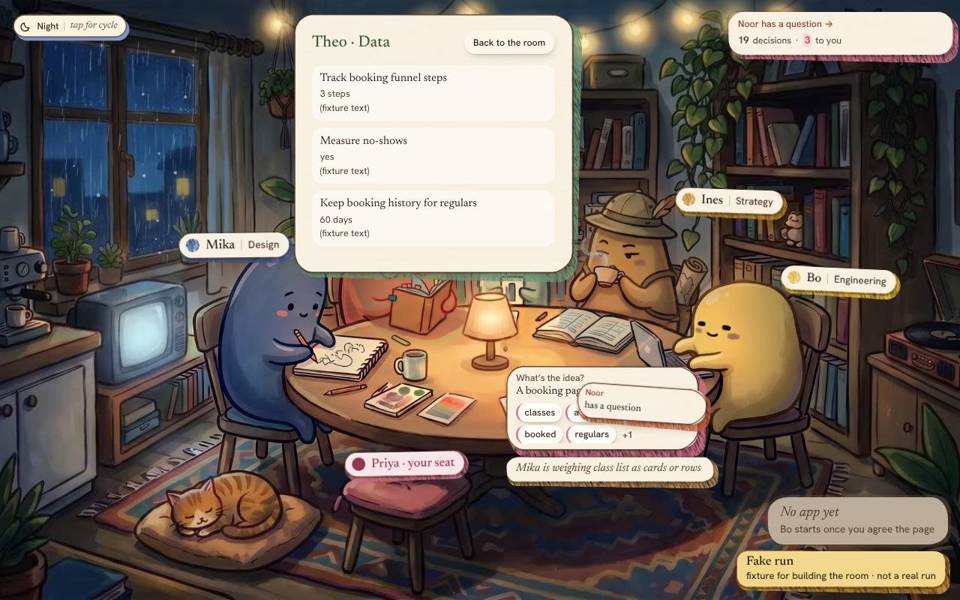 Night | tap for cycle
Theo · Data
Back to the room
Track booking funnel steps
3 steps
(fixture text)
Measure no-shows
yes
(fixture text)
Keep booking history for regulars
60 days
(fixture text)
Noor has a question →
19 decisions · 3 to you
Ines | Strategy
Mika | Design
Bo | Engineering
What's the idea?
A booking pag
Noor
has a question
classes
a
booked
regulars
+1
Priya · your seat
Mika is weighing class list as cards or rows
No app yet
Bo starts once you agree the page
Fake run
fixture for building the room · not a real run